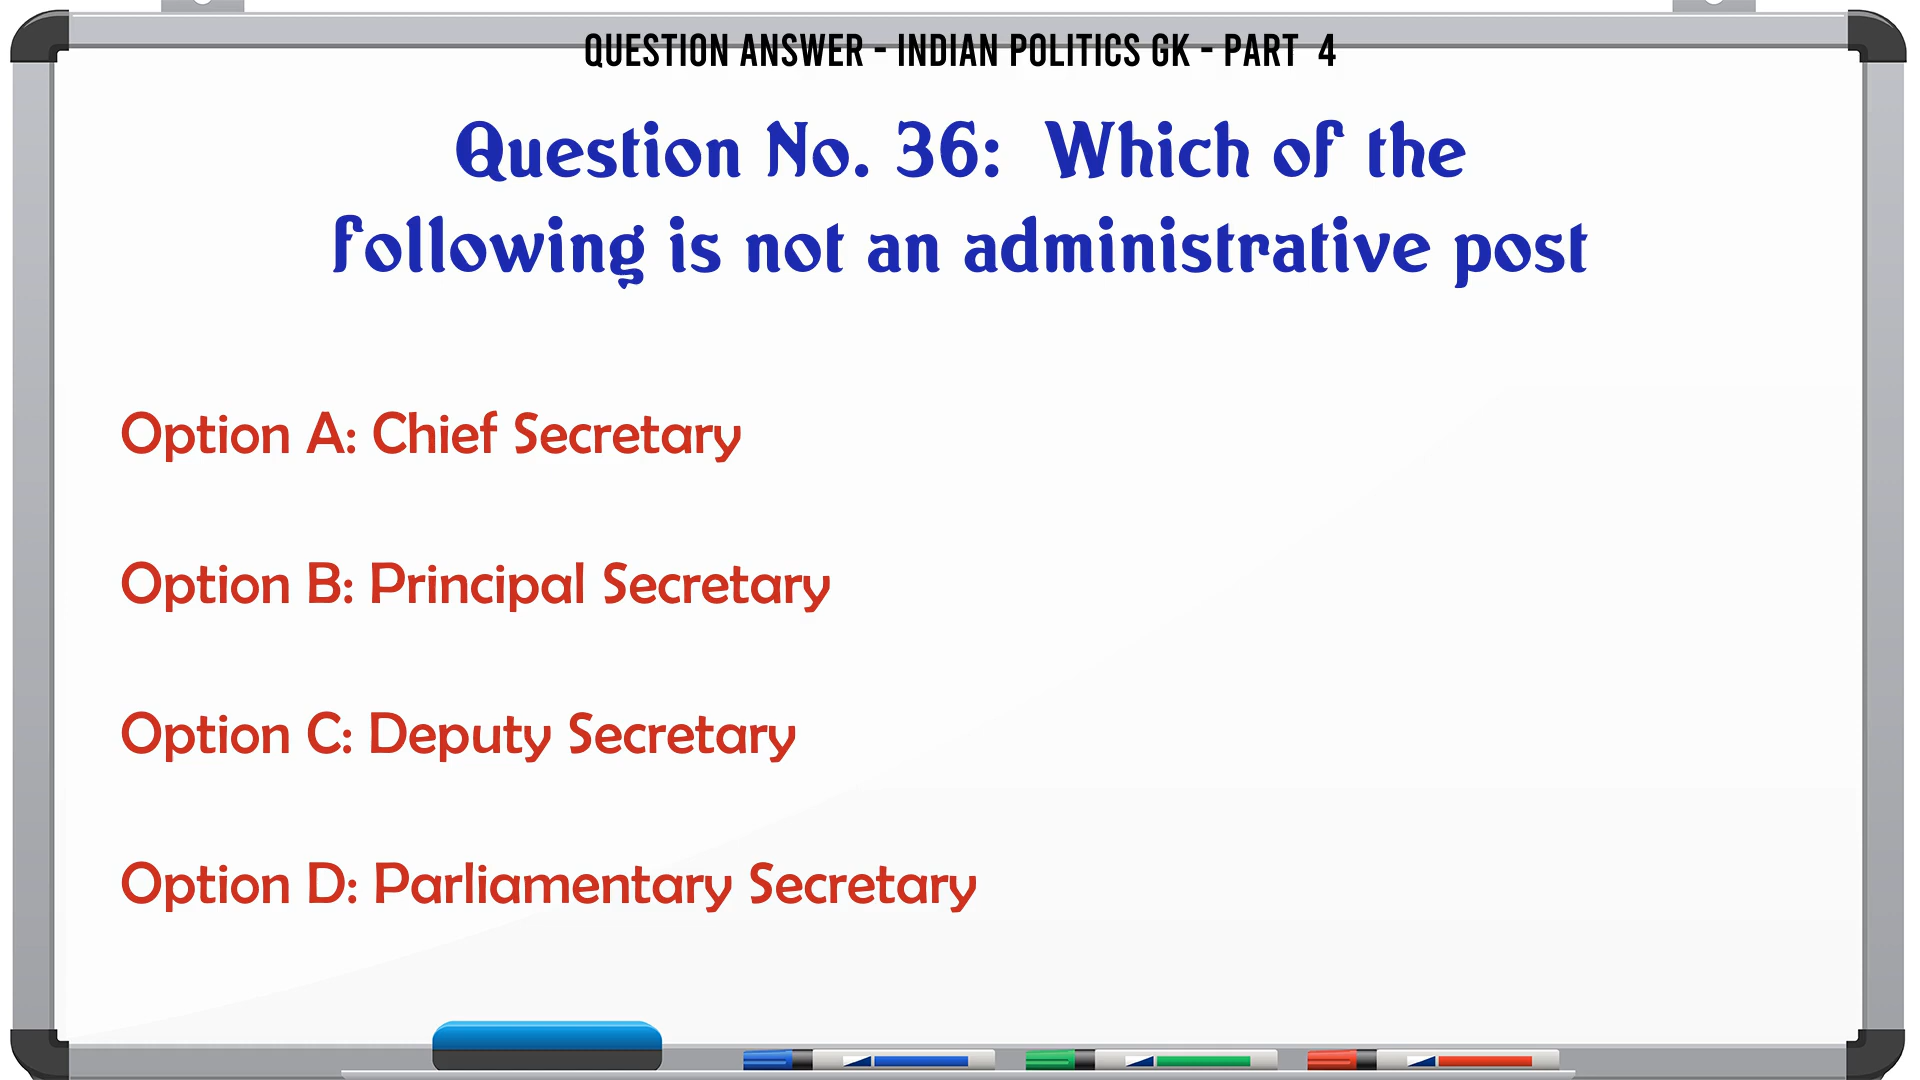 QUESTION ANSWER - INDIAN POLITICS GK - PART 4
Question No. 36: Which of the
following is not an administrative post
Option A: Chief Secretary
Option B: Principal Secretary
Option C: Deputy Secretary
Option D: Parliamentary Secretary